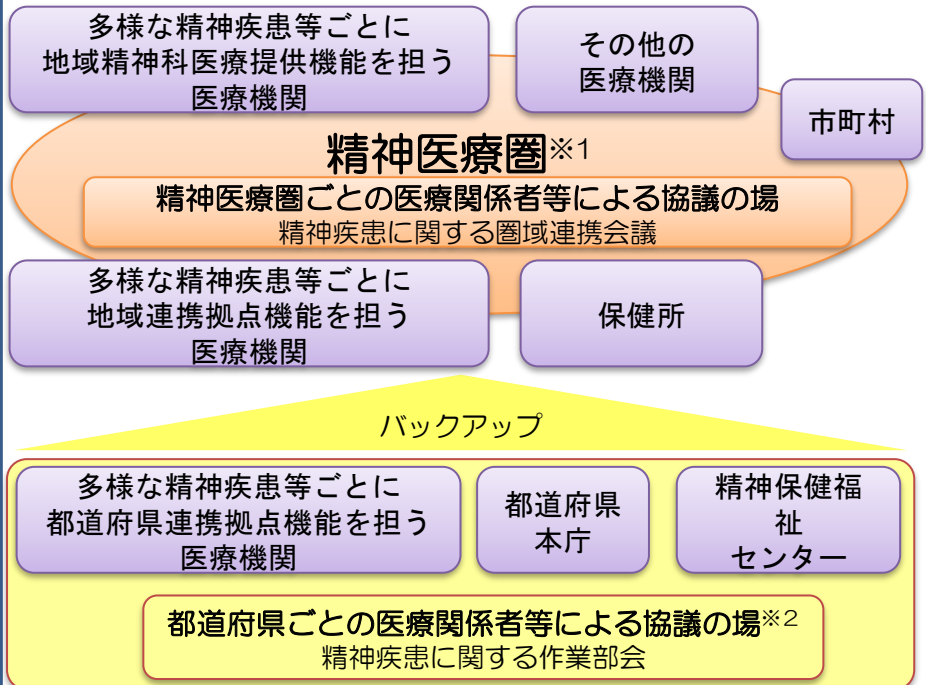 多様な精神疾患等ごとに
地域精神科医療提供機能を担う
医療機関
その他の
医療機関
市町村
精神医療圏※1
精神医療圏ごとの医療関係者等による協議の場
精神疾患に関する圏域連携会議
多様な精神疾患等ごとに
地域連携拠点機能を担う
医療機関
保健所
バックアップ
多様な精神疾患等ごとに
都道府県連携拠点機能を担う
医療機関
都道府県
本庁
精神保健福
祉
センター
都道府県ごとの医療関係者等による協議の場※2
精神疾患に関する作業部会